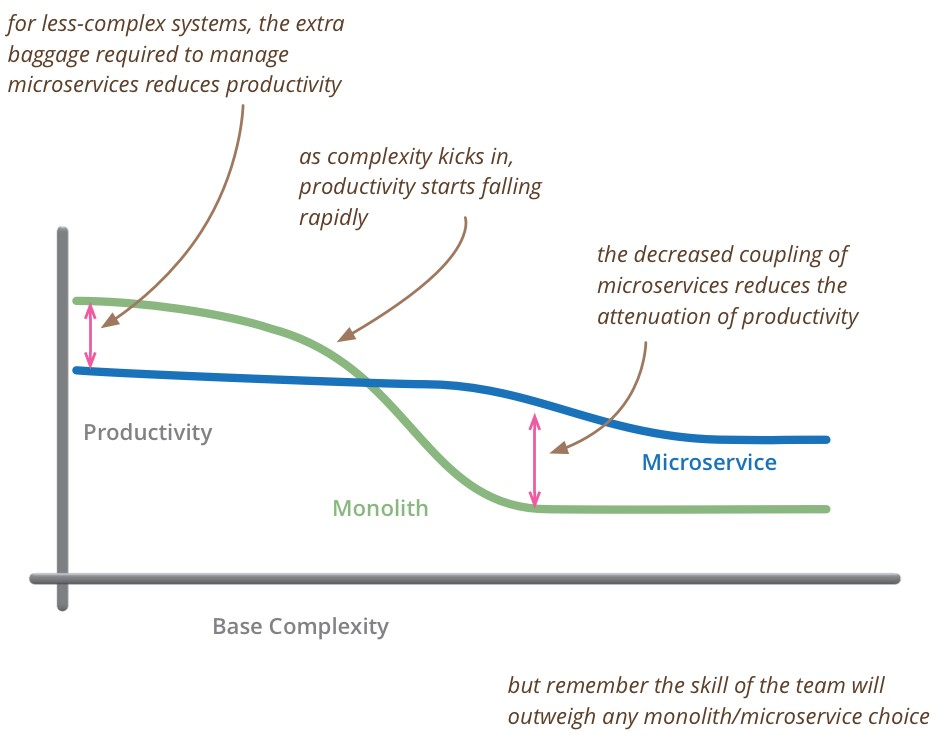 for less-complex systems, the extra
baggage required to manage
microservices reduces productivity
as complexity kicks in,
productivity starts falling
rapidly
the decreased coupling of
microservices reduces the
attenuation of productivity
Productivity
Microservice
Monolith
Base Complexity
but remember the skill of the team will
outweigh any monolith/microservice choice